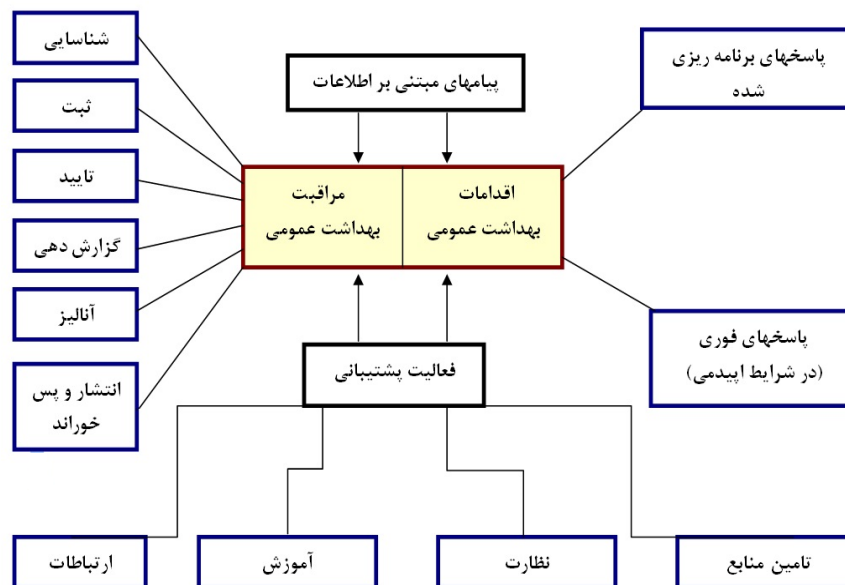 شناسایی
ثبت
تایید
گزارش دهی
آنالیز
انتشار و پس
خوراند
پیامهای مبتنی بر اطلاعات
مراقبت
بهداشت عمومی
اقدامات
بهداشت عمومی
فعالیت پشتیبانی
پاسخهای برنامه ریزی
شده
پاسخهای فوری
(در شرایط اپیدمی)
ارتباطات
آموزش
نظارت
تامین منابع